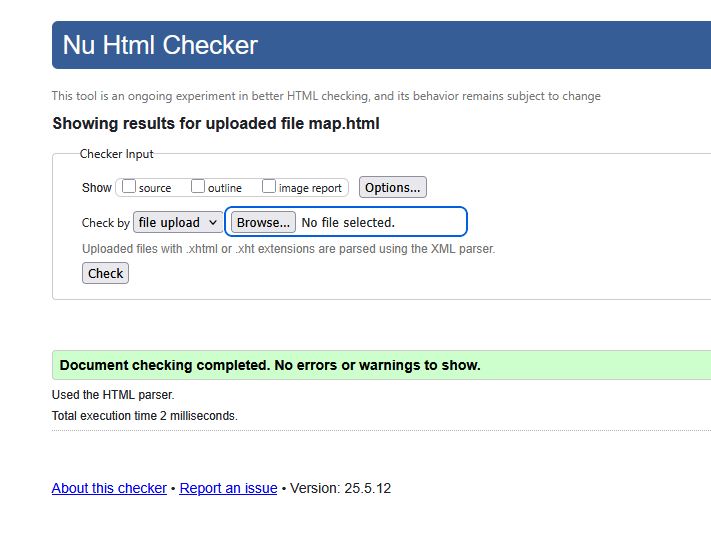 Nu Html Checker
This tool is an ongoing experiment in better HTML checking, and its behavior remains subject to change
Showing results for uploaded file map.html
Checker Input
Show source outline image report Options...
Check by file upload Browse... No file selected.
Uploaded files with .xhtml or .xht extensions are parsed using the XML parser.
Check
Document checking completed. No errors or warnings to show.
Used the HTML parser.
Total execution time 2 milliseconds.
About this checker • Report an issue • Version: 25.5.12